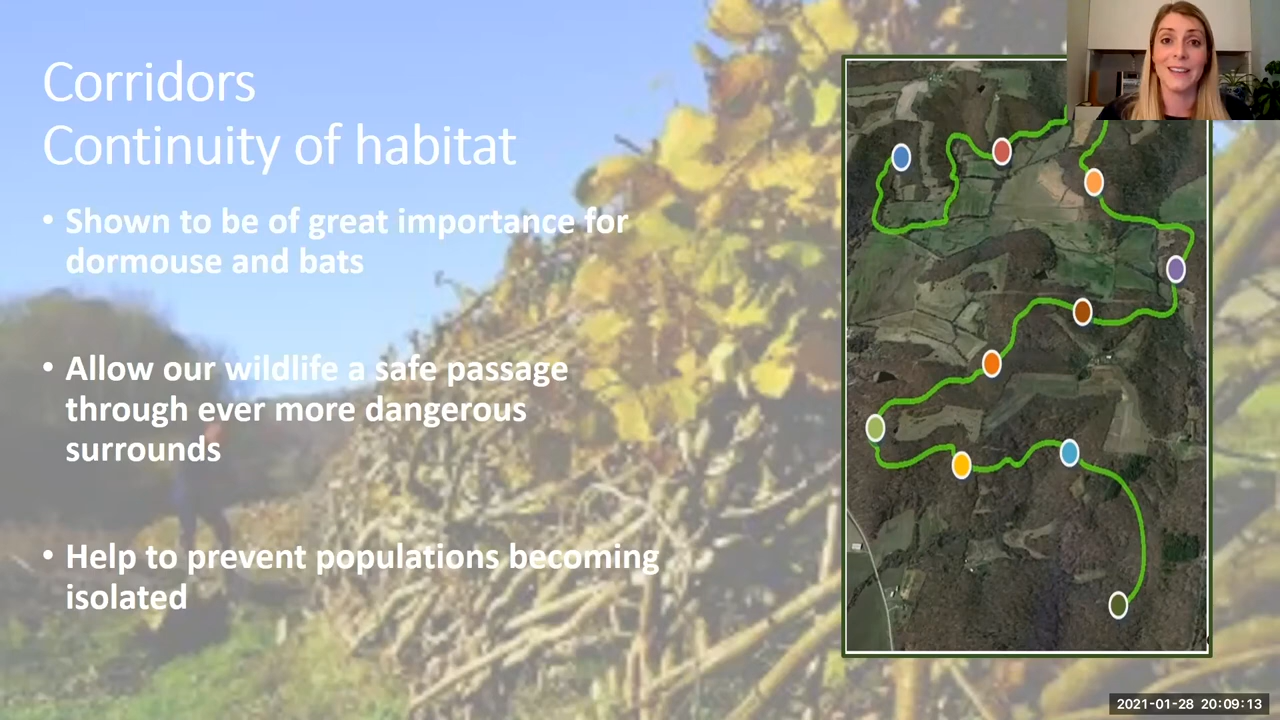 Corridors
Continuity of habitat
• Shown to be of great importance for
dormouse and bats
• Allow our wildlife a safe passage
through ever more dangerous
surrounds
• Help to prevent populations becoming
isolated
2021-01-28 20:09:13